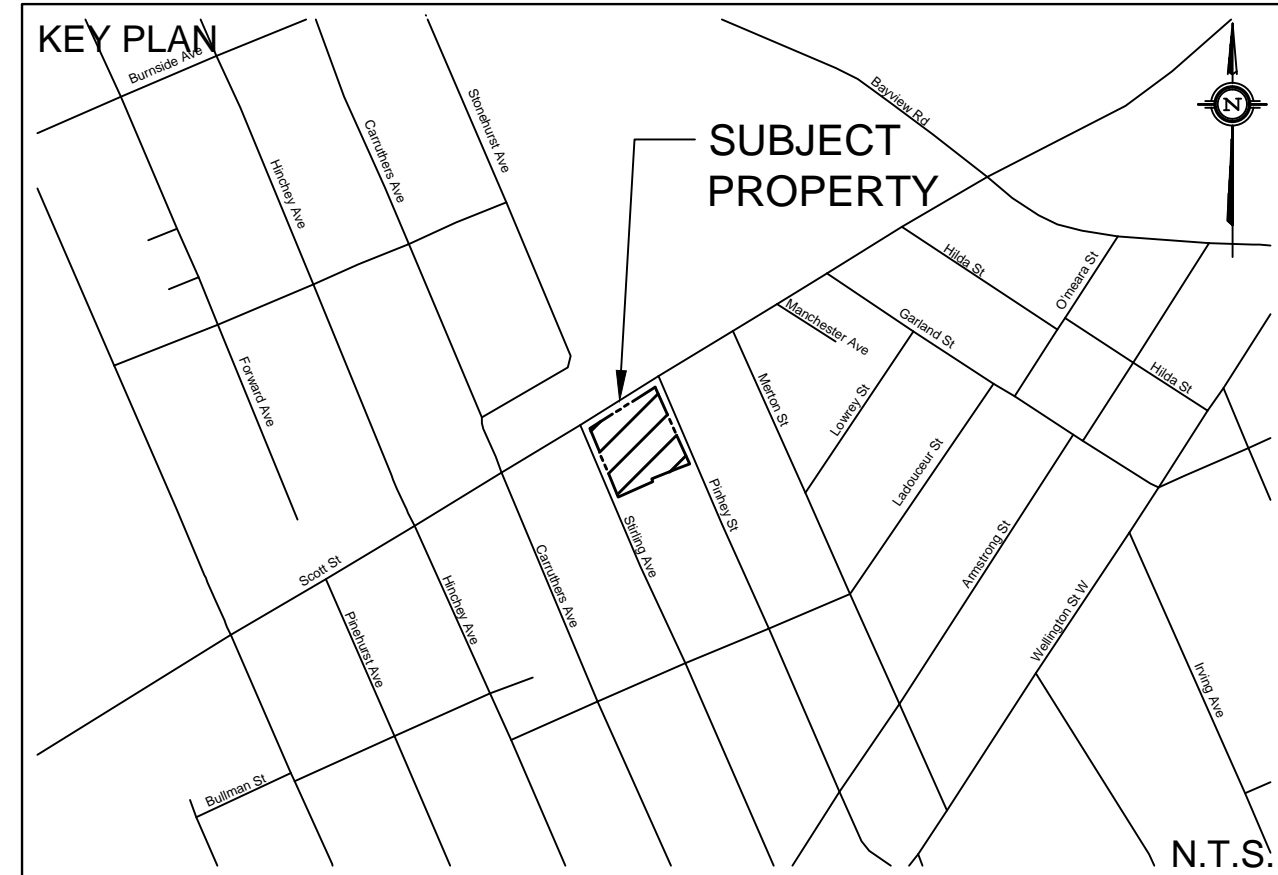 KEY PLAN
Burnside Ave
Hinchey Ave
Carruthers Ave
Stonehurst Ave
Bayview Rd
N
SUBJECT
PROPERTY
Hilda St
O'meara St
Manchester Ave
Garland St
Forward Ave
Merton St
Lowrey St
Hilda St
Ladouceur St
Pinhey St
Stirling Ave
Scott St
Armstrong St
Carruthers Ave
Hinchey Ave
Pinehurst Ave
Wellington St W
Irving Ave
Bullman St
N.T.S.